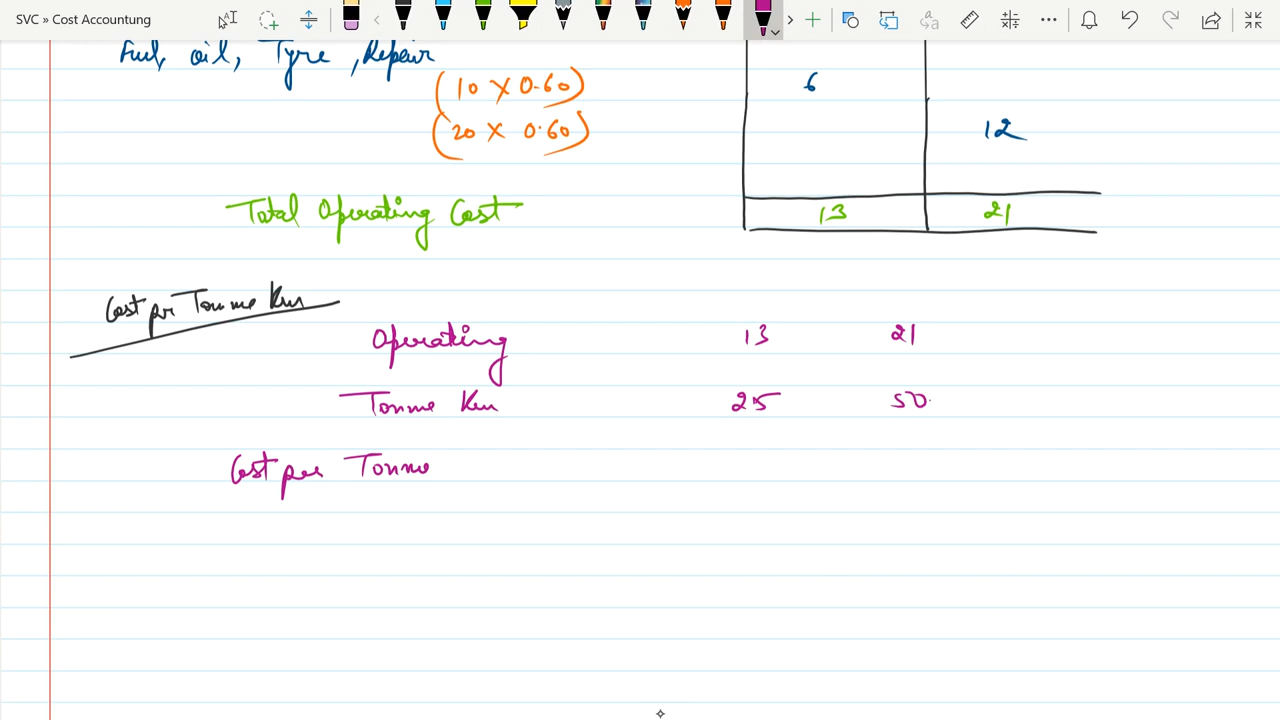 SVC » Cost Accountung
Fuel, oil, Tyre, Repair
(10 X 0.60) 6
(20 X 0.60) 12
Total Operating Cost 13 21
Cost per Tonne Km
Operating 13 21
Tonne Km 25 50
Cost per Tonne